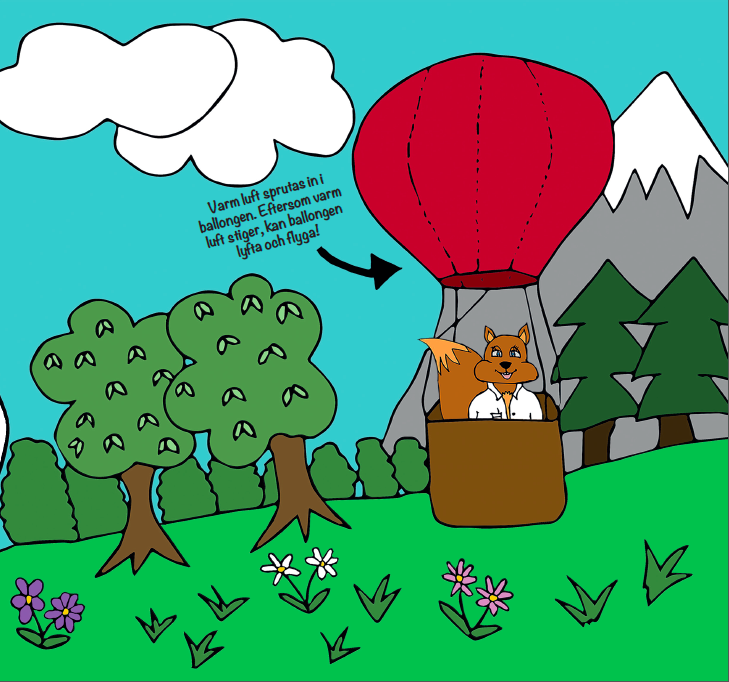 Varm luft sprutas in i
ballongen. Eftersom varm
luft stiger, kan ballongen
lyfta och flyga!